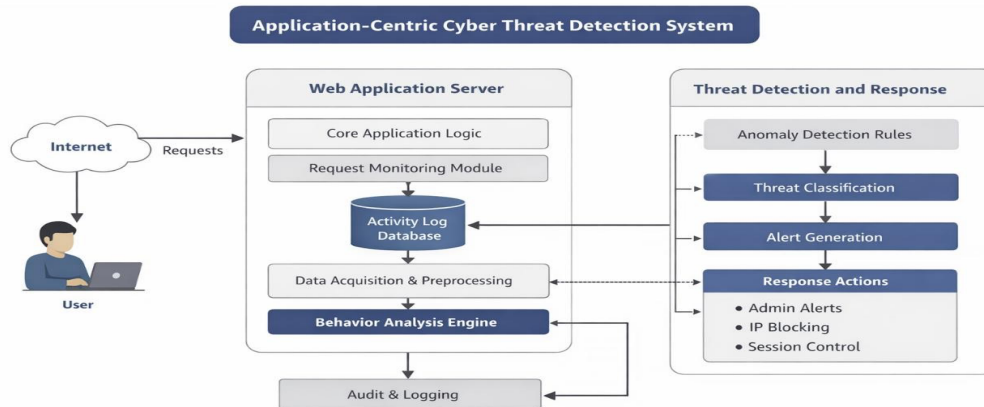 Application-Centric Cyber Threat Detection System
Internet
Requests
User
Web Application Server
Core Application Logic
Request Monitoring Module
Activity Log
Database
Data Acquisition & Preprocessing
Behavior Analysis Engine
Audit & Logging
Threat Detection and Response
Anomaly Detection Rules
Threat Classification
Alert Generation
Response Actions
• Admin Alerts
• IP Blocking
• Session Control